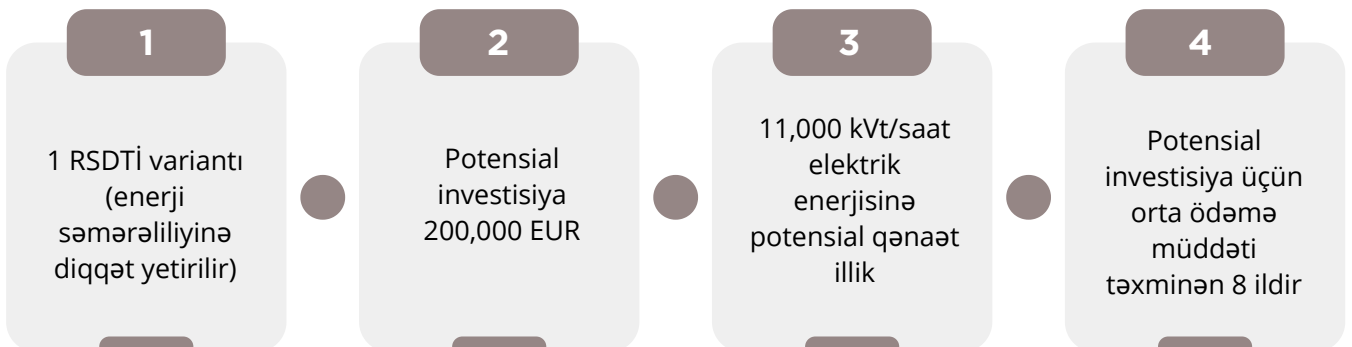 1
1 RSDTİ variantı
(enerji
səmərəliliyinə
diqqət yetirilir)
2
Potensial
investisiya
200,000 EUR
3
11,000 kVt/saat
elektrik
enerjisinə
potensial qənaət
illik
4
Potensial
investisiya üçün
orta ödəmə
müddəti
təxminən 8 ildir